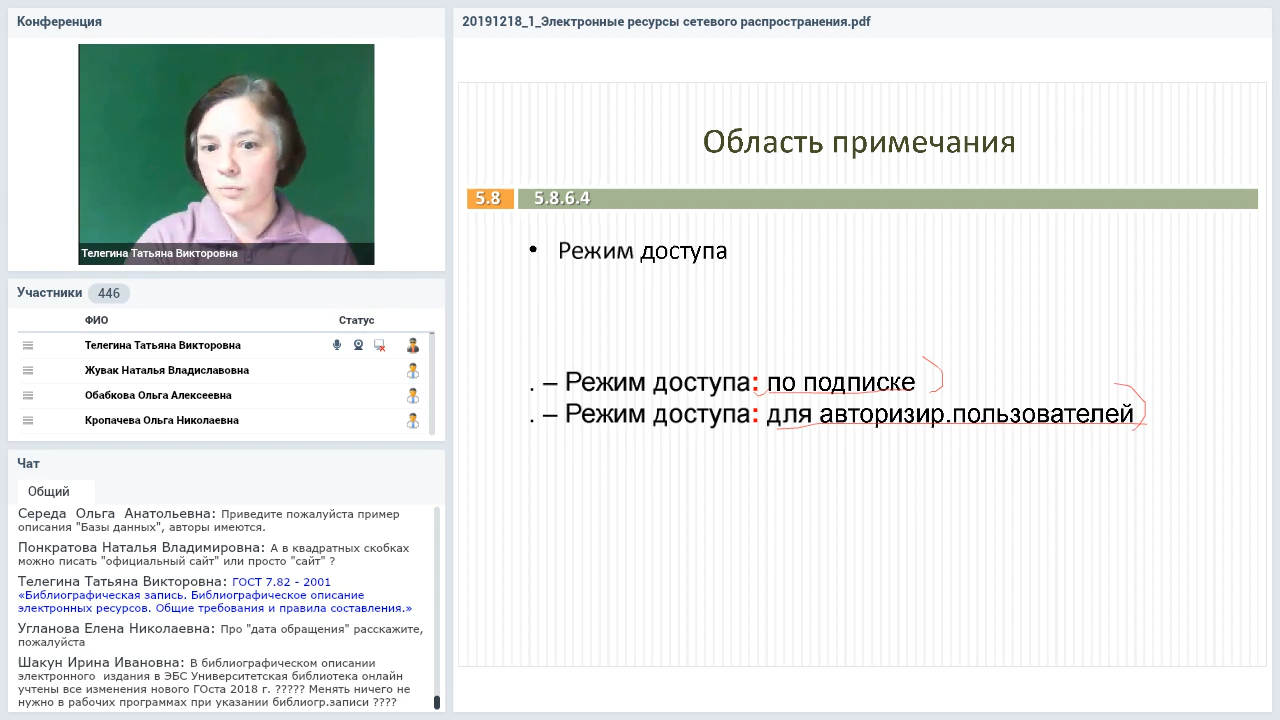 Конференция
Телегина Татьяна Викторовна
Участники 446
ФИО Статус
Телегина Татьяна Викторовна
Жувак Наталья Владиславовна
Обабкова Ольга Алексеевна
Кропачева Ольга Николаевна
Чат
Общий
Середа Ольга Анатольевна: Приведите пожалуйста пример
описания "Базы данных", авторы имеются.
Понкратова Наталья Владимировна: А в квадратных скобках
можно писать "официальный сайт" или просто "сайт" ?
Телегина Татьяна Викторовна: ГОСТ 7.82 - 2001
«Библиографическая запись. Библиографическое описание
электронных ресурсов. Общие требования и правила составления.»
Угланова Елена Николаевна: Про "дата обращения" расскажите,
пожалуйста
Шакун Ирина Ивановна: В библиографическом описании
электронного издания в ЭБС Университетская библиотека онлайн
учтены все изменения нового ГОста 2018 г. ????? Менять ничего не
нужно в рабочих программах при указании библиогр.записи ????
20191218_1_Электронные ресурсы сетевого распространения.pdf
Область примечания
5.8 5.8.6.4
• Режим доступа
. – Режим доступа: по подписке
. – Режим доступа: для авторизир.пользователей